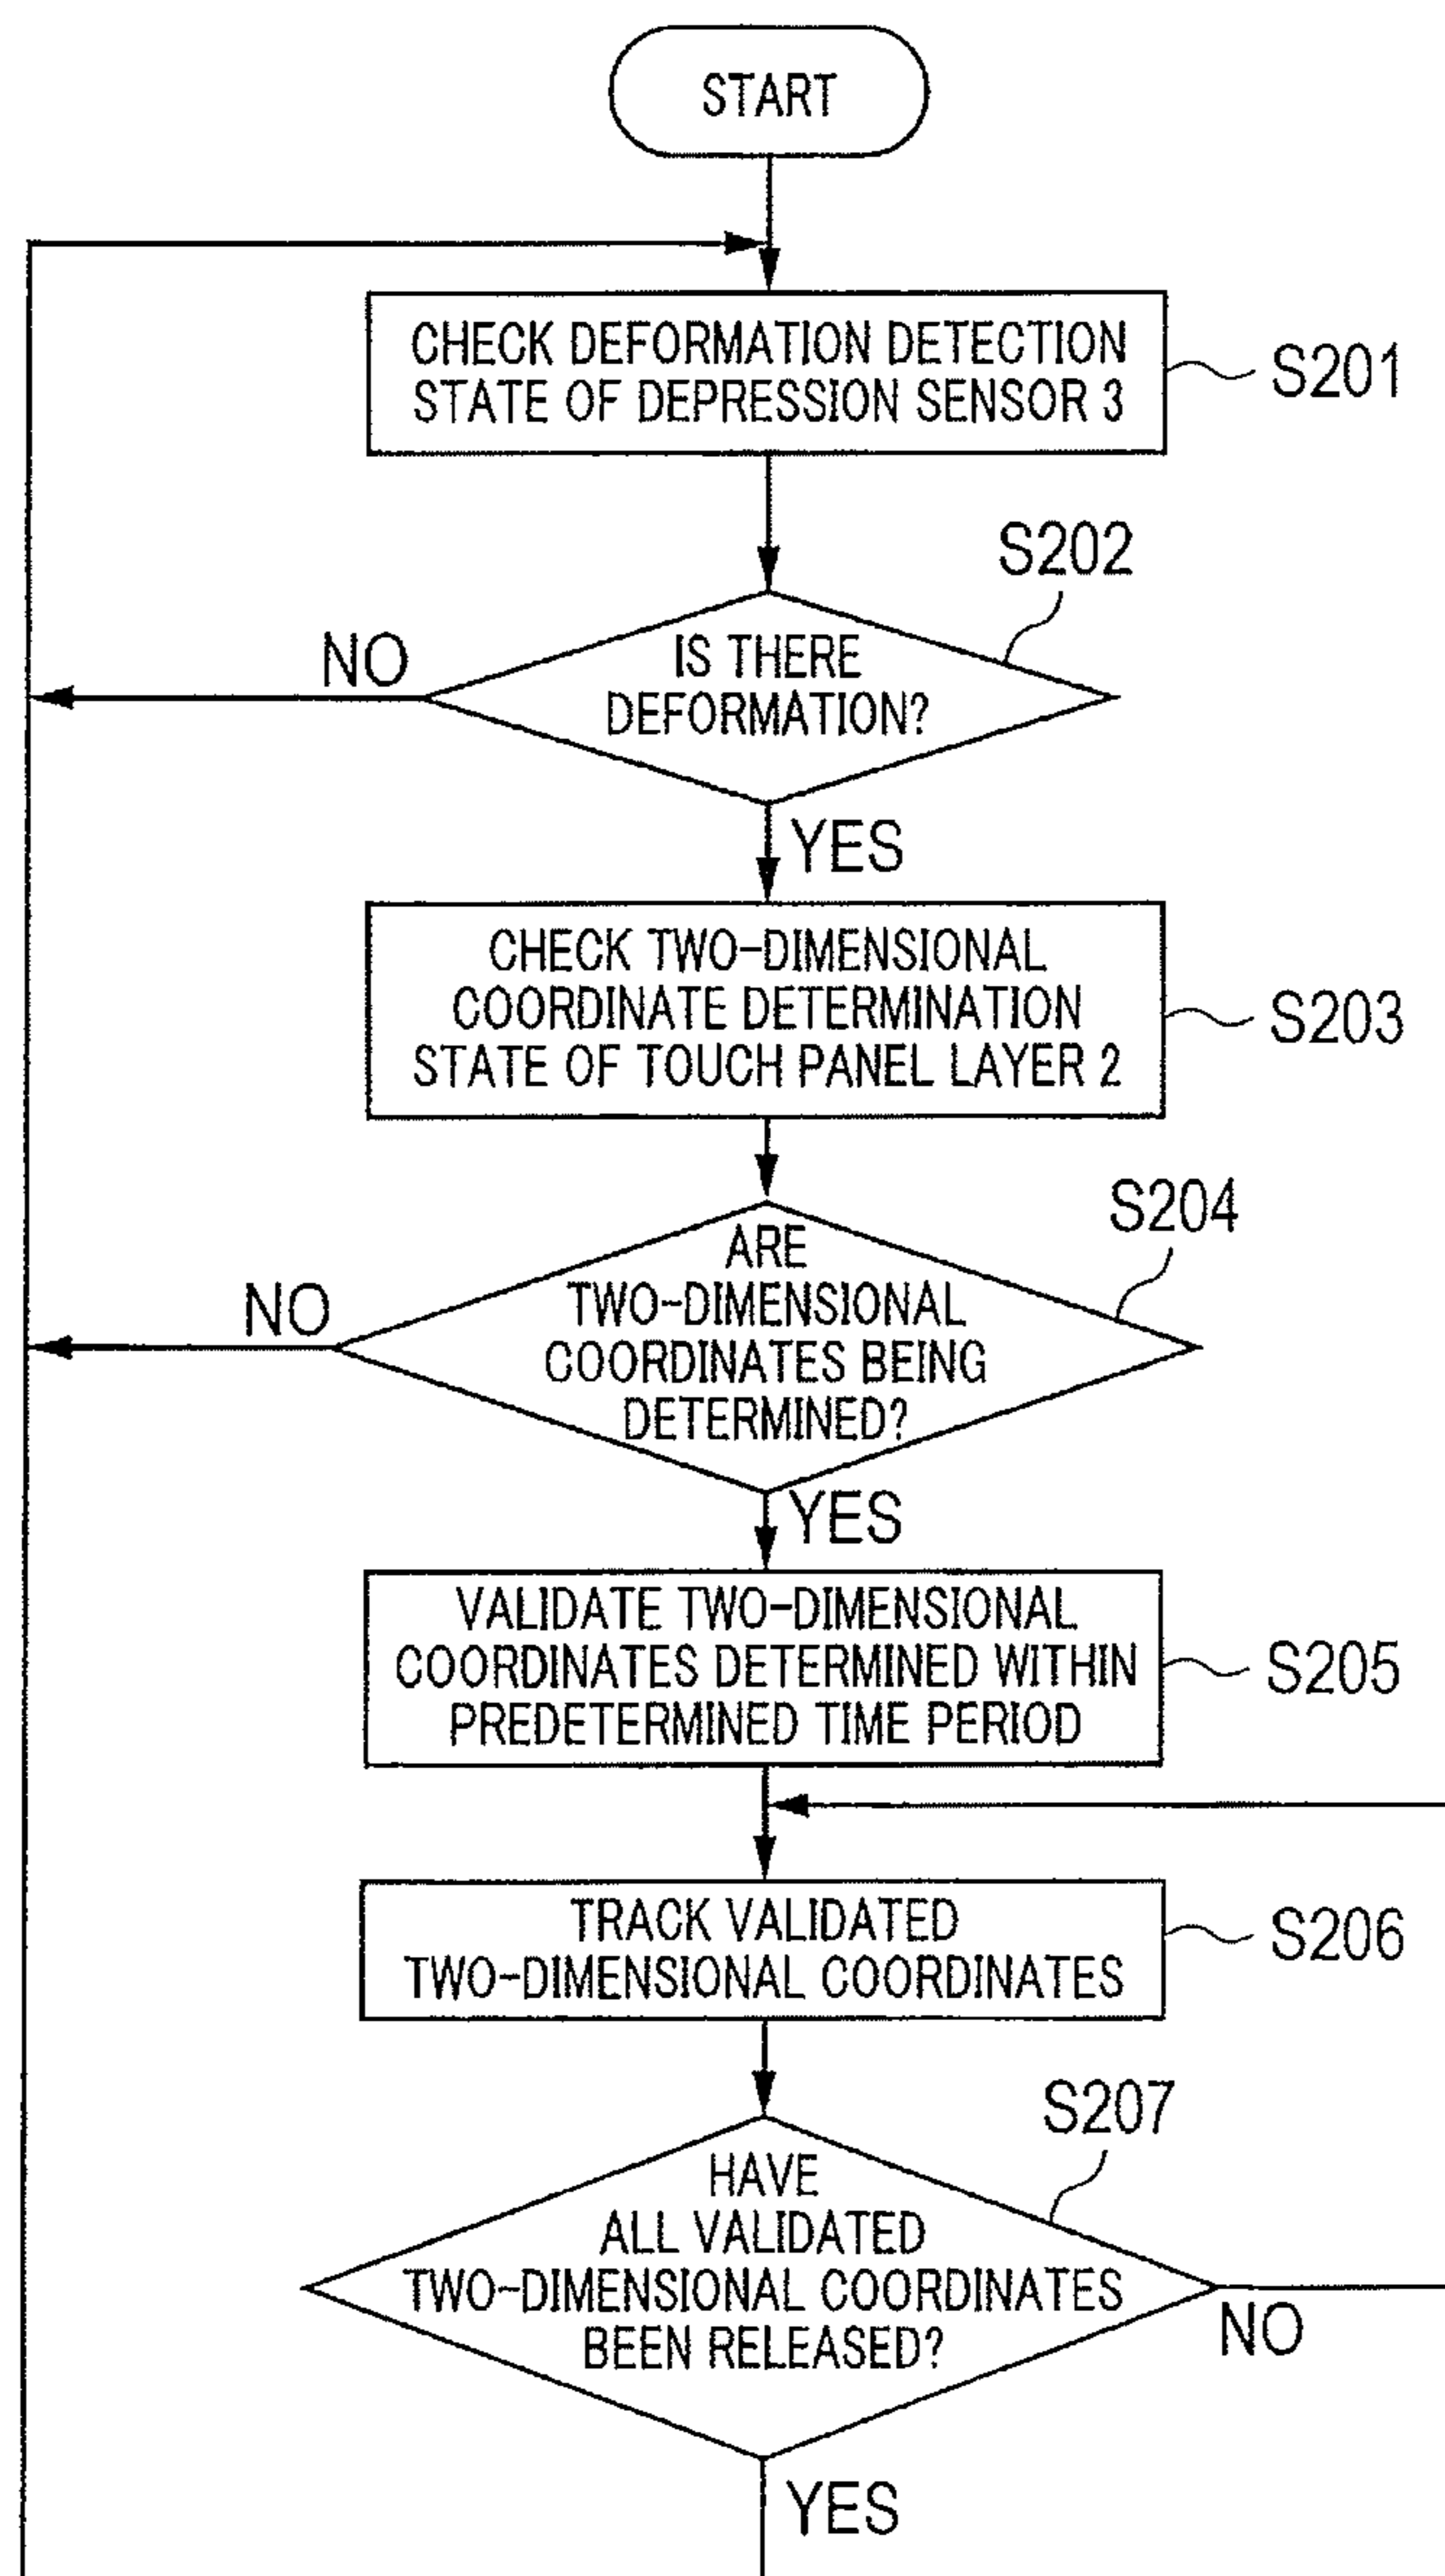 START
CHECK DEFORMATION DETECTION
STATE OF DEPRESSION SENSOR 3
S201
S202
IS THERE
DEFORMATION?
NO
YES
CHECK TWO-DIMENSIONAL
COORDINATE DETERMINATION
STATE OF TOUCH PANEL LAYER 2
S203
S204
ARE
TWO-DIMENSIONAL
COORDINATES BEING
DETERMINED?
NO
YES
VALIDATE TWO-DIMENSIONAL
COORDINATES DETERMINED WITHIN
PREDETERMINED TIME PERIOD
S205
TRACK VALIDATED
TWO-DIMENSIONAL COORDINATES
S206
S207
HAVE
ALL VALIDATED
TWO-DIMENSIONAL COORDINATES
BEEN RELEASED?
NO
YES